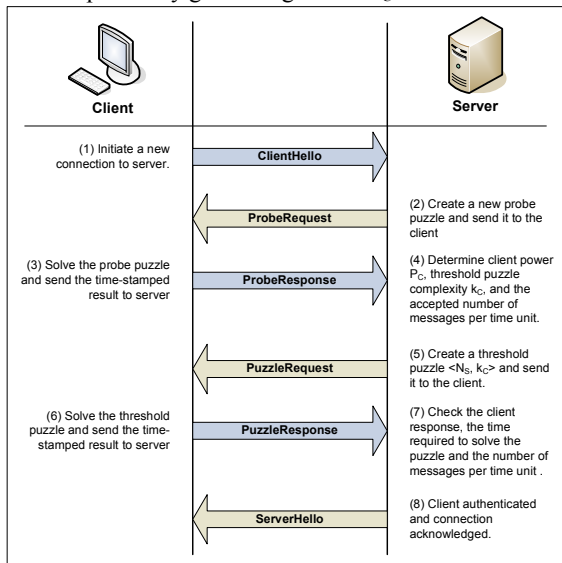 Client
Server
(1) Initiate a new
connection to server.
ClientHello
ProbeRequest
(2) Create a new probe
puzzle and send it to the
client
(3) Solve the probe puzzle
and send the time-stamped
result to server
ProbeResponse
(4) Determine client power
P_C, threshold puzzle
complexity k_C, and the
accepted number of
messages per time unit.
PuzzleRequest
(5) Create a threshold
puzzle <N_S, k_C> and send
it to the client.
(6) Solve the threshold
puzzle and send the time-
stamped result to server
PuzzleResponse
(7) Check the client
response, the time
required to solve the
puzzle and the number of
messages per time unit .
ServerHello
(8) Client authenticated
and connection
acknowledged.